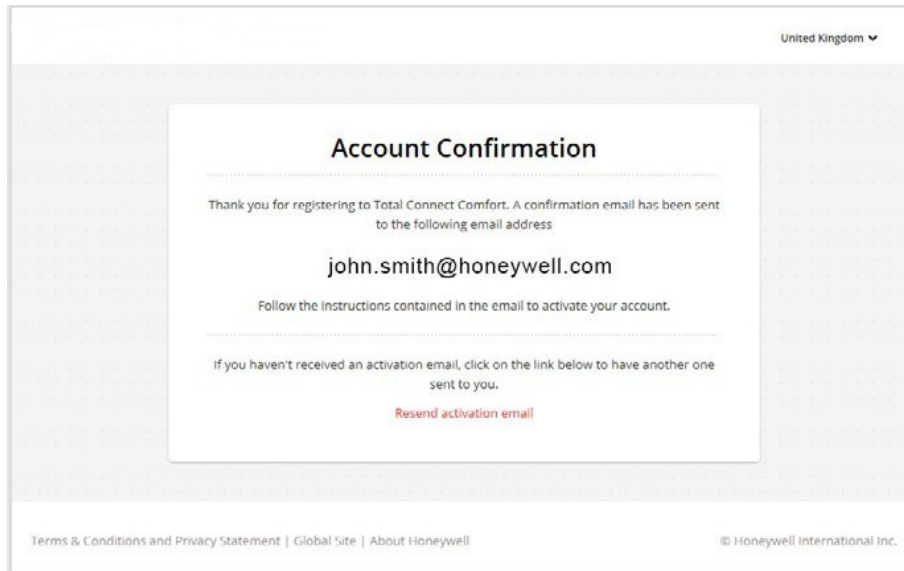 United Kingdom
Account Confirmation
Thank you for registering to Total Connect Comfort. A confirmation email has been sent
to the following email address
john.smith@honeywell.com
Follow the instructions contained in the email to activate your account.
If you haven't received an activation email, click on the link below to have another one
sent to you.
Resend activation email
Terms & Conditions and Privacy Statement | Global Site | About Honeywell
© Honeywell International Inc.